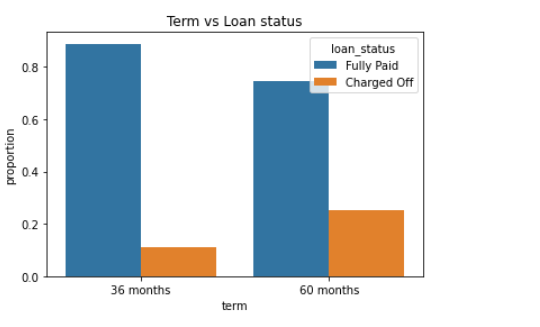 Term vs Loan status
loan_status
Fully Paid
Charged Off
proportion
0.8
0.6
0.4
0.2
0.0
36 months
60 months
term